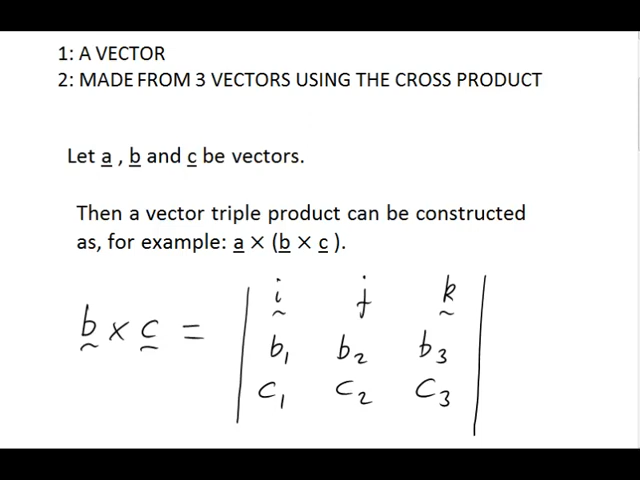 1: A VECTOR
2: MADE FROM 3 VECTORS USING THE CROSS PRODUCT
Let a , b and c be vectors.
Then a vector triple product can be constructed
as, for example: a × (b × c ).
i j k
b × c =
b₁ b₂ b₃
c₁ c₂ c₃